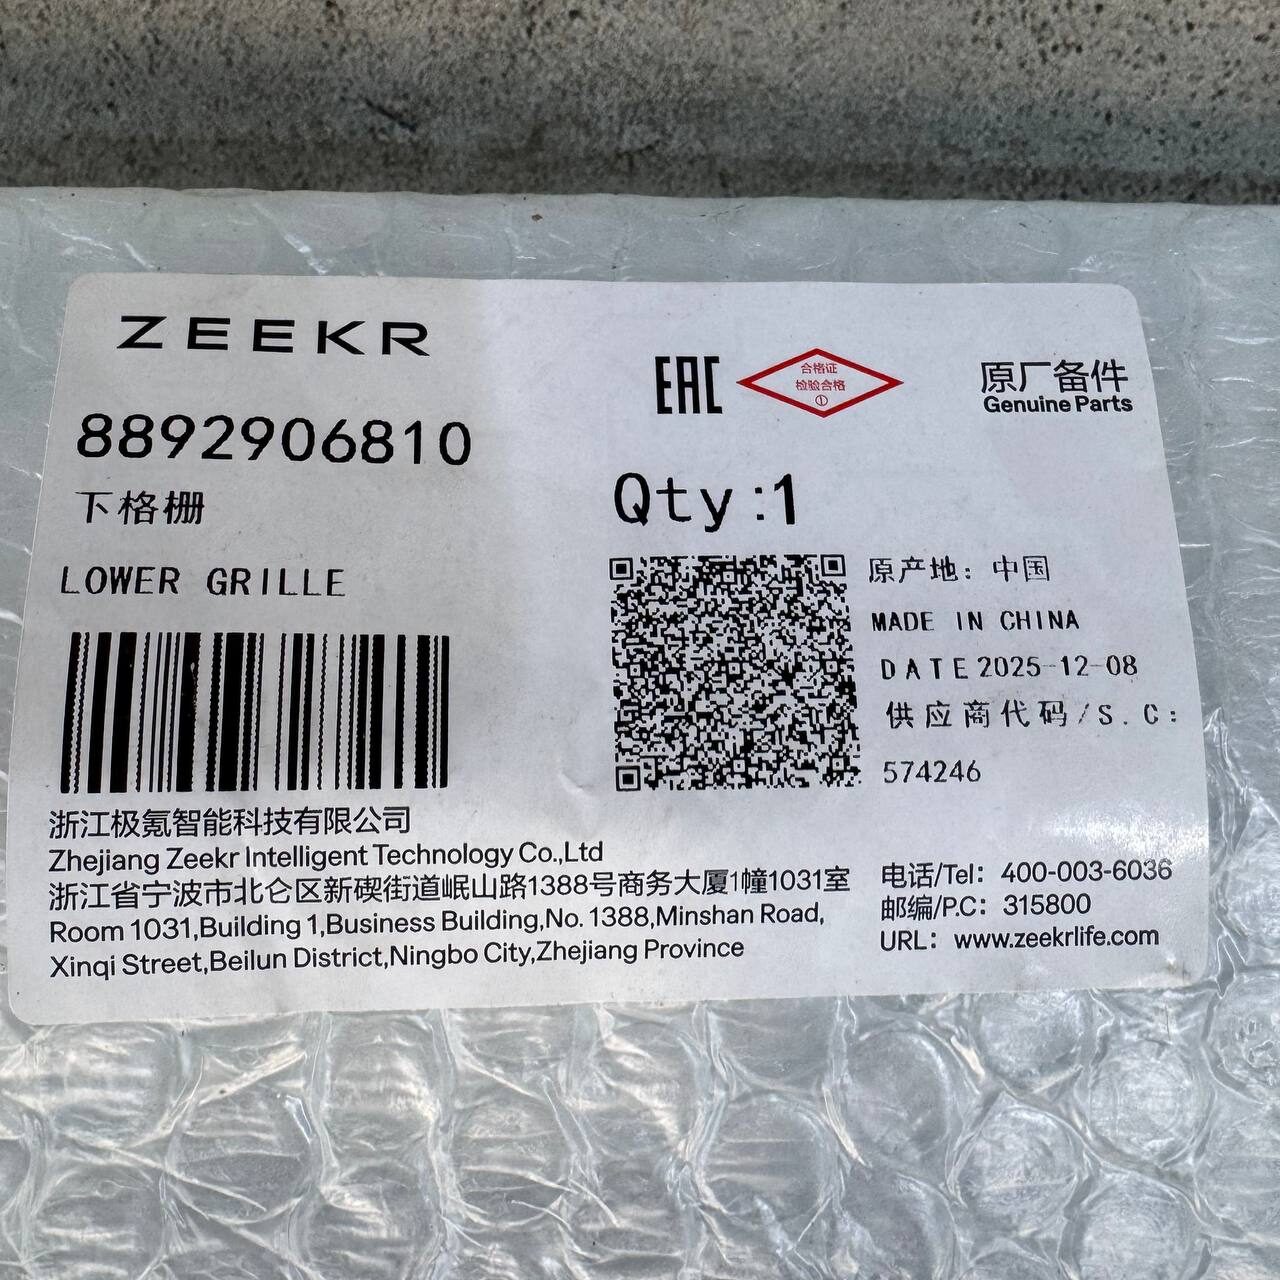 ZEEKR
EAC
合格证
检验合格
①
原厂备件
Genuine Parts
8892906810
下格栅
Qty:1
LOWER GRILLE
原产地：中国
MADE IN CHINA
DATE 2025-12-08
供应商代码/S.C:
574246
浙江极氪智能科技有限公司
Zhejiang Zeekr Intelligent Technology Co.,Ltd
浙江省宁波市北仑区新碶街道岷山路1388号商务大厦1幢1031室
Room 1031,Building 1,Business Building,No. 1388,Minshan Road,
Xinqi Street,Beilun District,Ningbo City,Zhejiang Province
电话/Tel：400-003-6036
邮编/P.C：315800
URL：www.zeekrlife.com